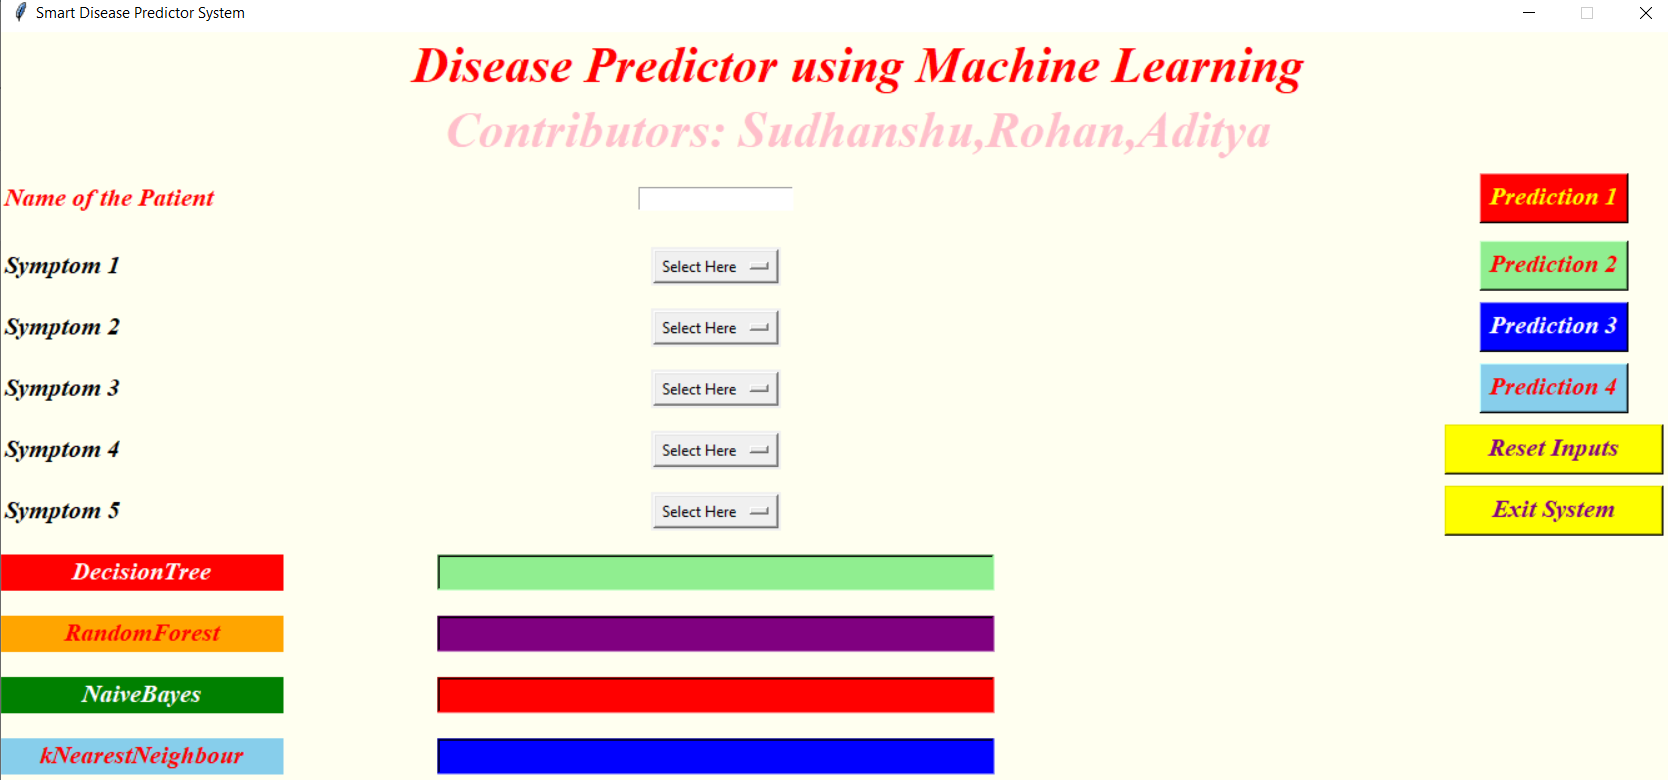 Smart Disease Predictor System
Disease Predictor using Machine Learning
Contributors: Sudhanshu,Rohan,Aditya
Name of the Patient
Prediction 1
Symptom 1
Select Here
Prediction 2
Symptom 2
Select Here
Prediction 3
Symptom 3
Select Here
Prediction 4
Symptom 4
Select Here
Reset Inputs
Symptom 5
Select Here
Exit System
DecisionTree
RandomForest
NaiveBayes
kNearestNeighbour